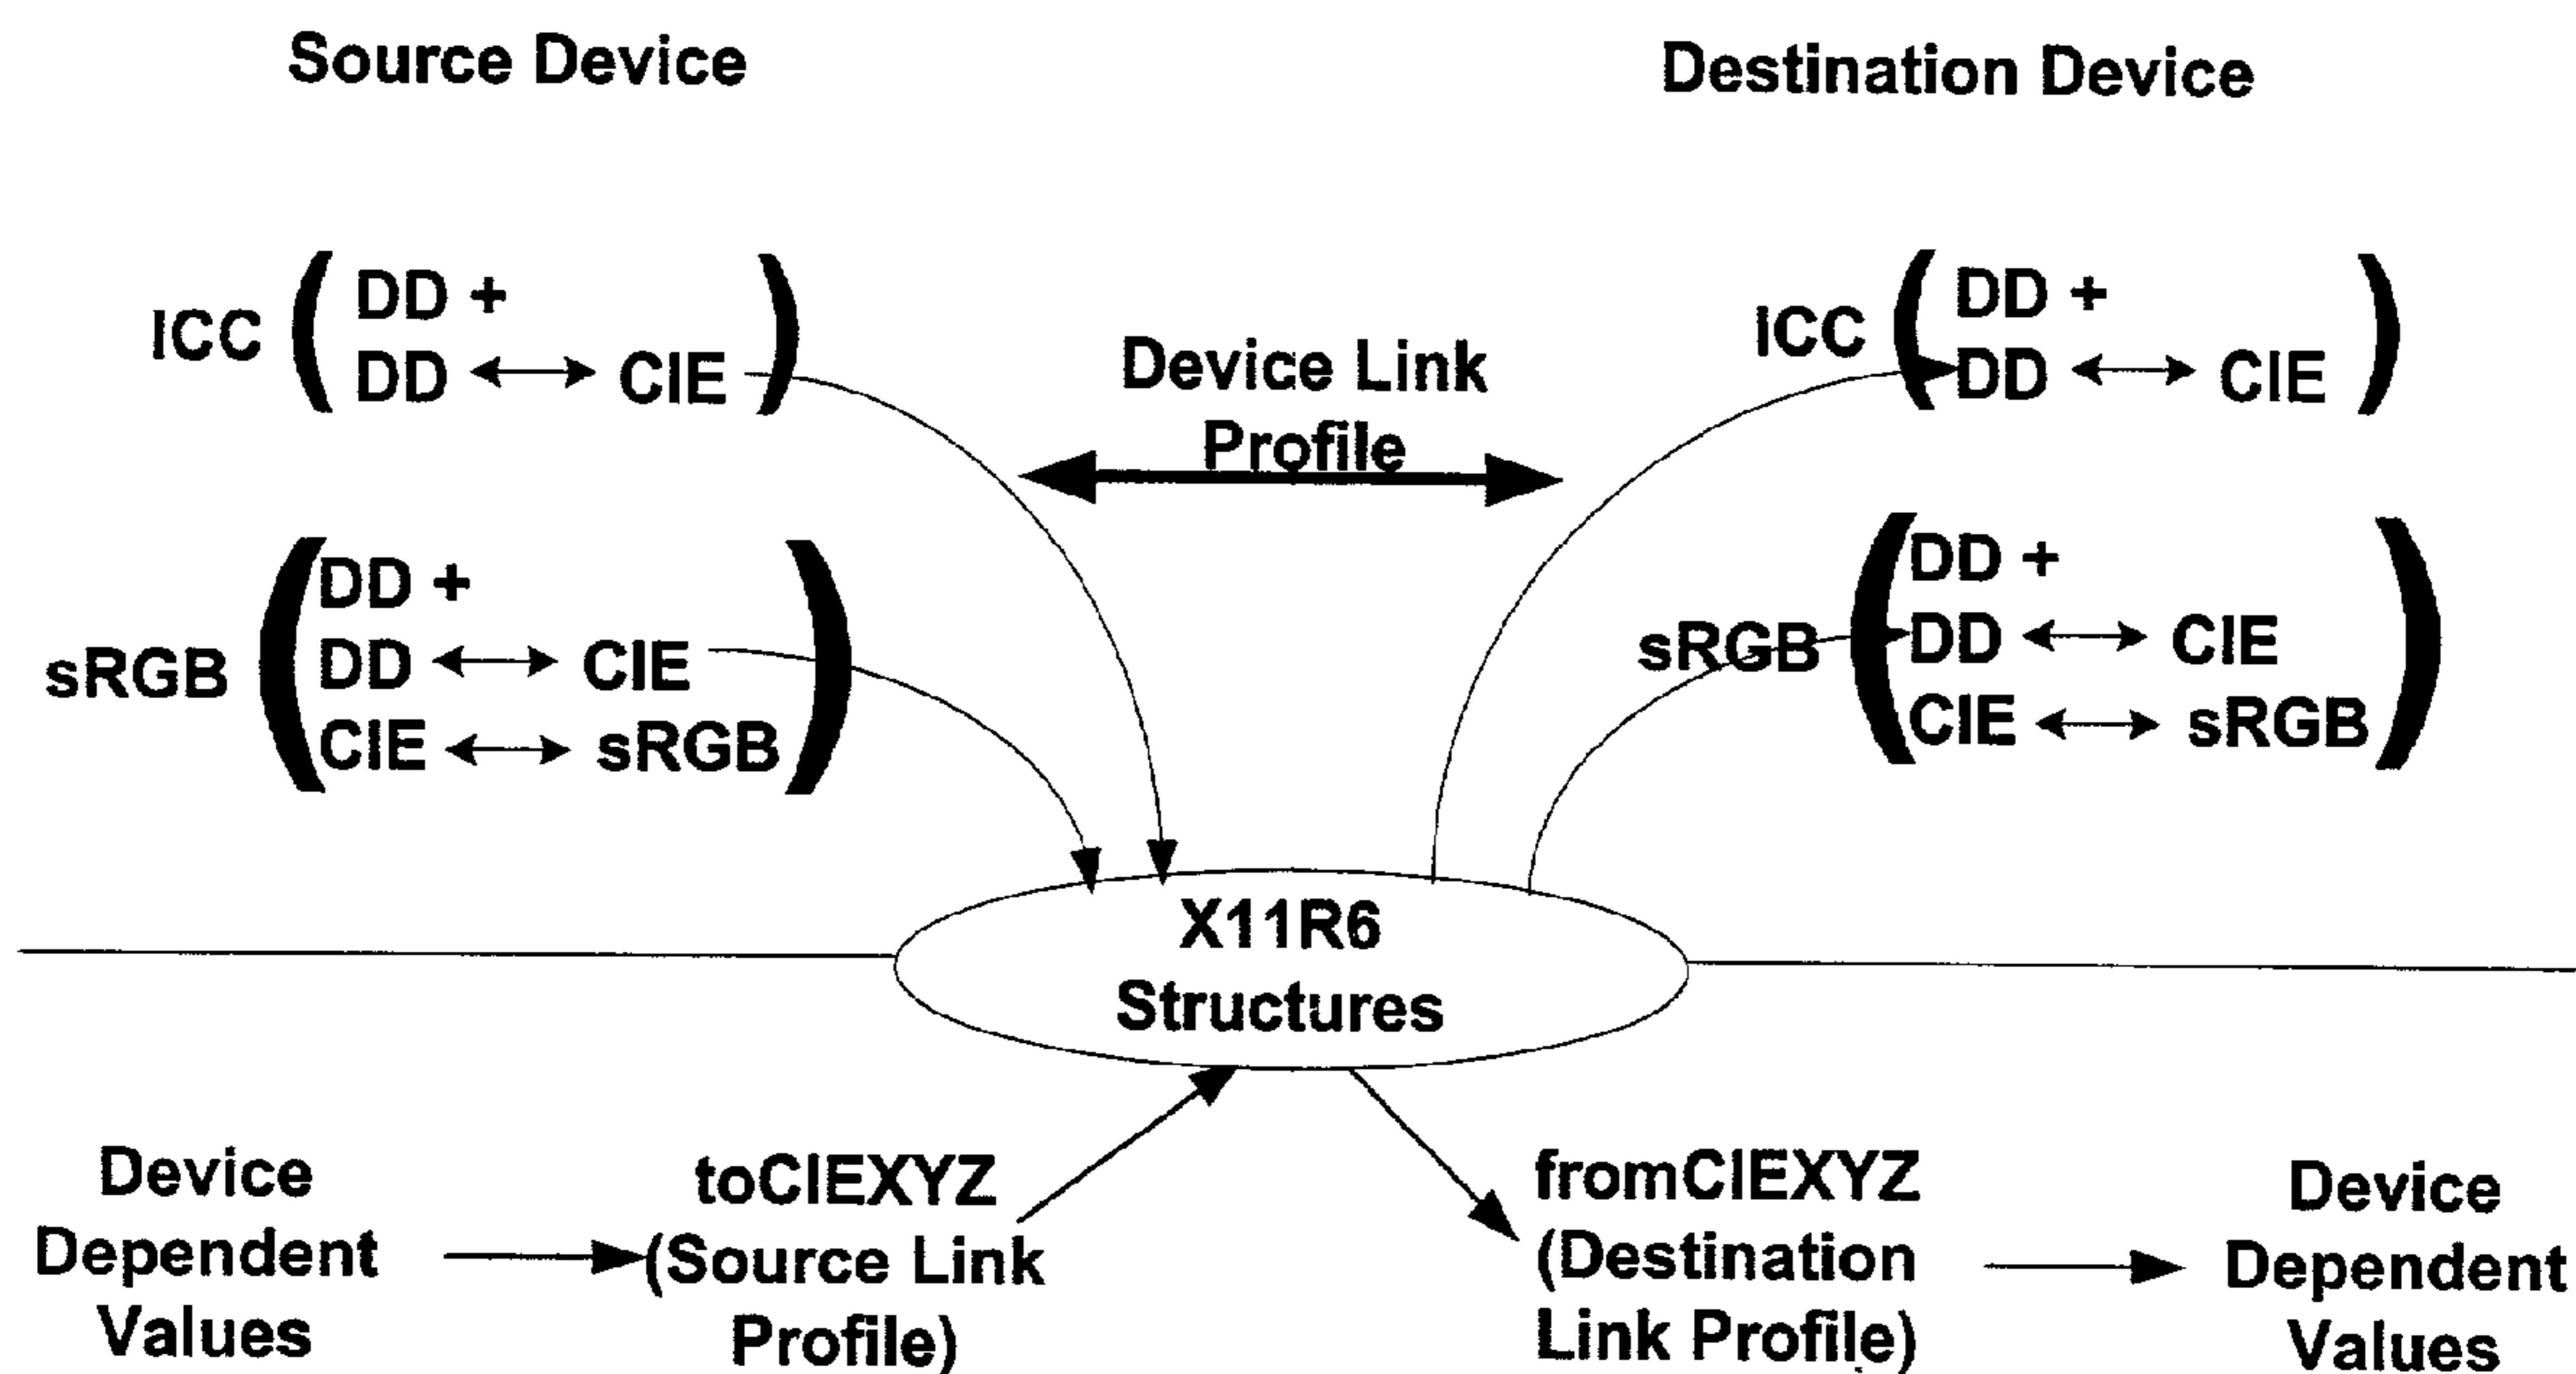 Source Device
Destination Device
ICC ( DD +
DD ↔ CIE )
Device Link
Profile
ICC ( DD +
DD ↔ CIE )
sRGB ( DD +
DD ↔ CIE
CIE ↔ sRGB )
sRGB ( DD +
DD ↔ CIE
CIE ↔ sRGB )
X11R6
Structures
Device
Dependent
Values
toCIEXYZ
(Source Link
Profile)
fromCIEXYZ
(Destination
Link Profile)
Device
Dependent
Values